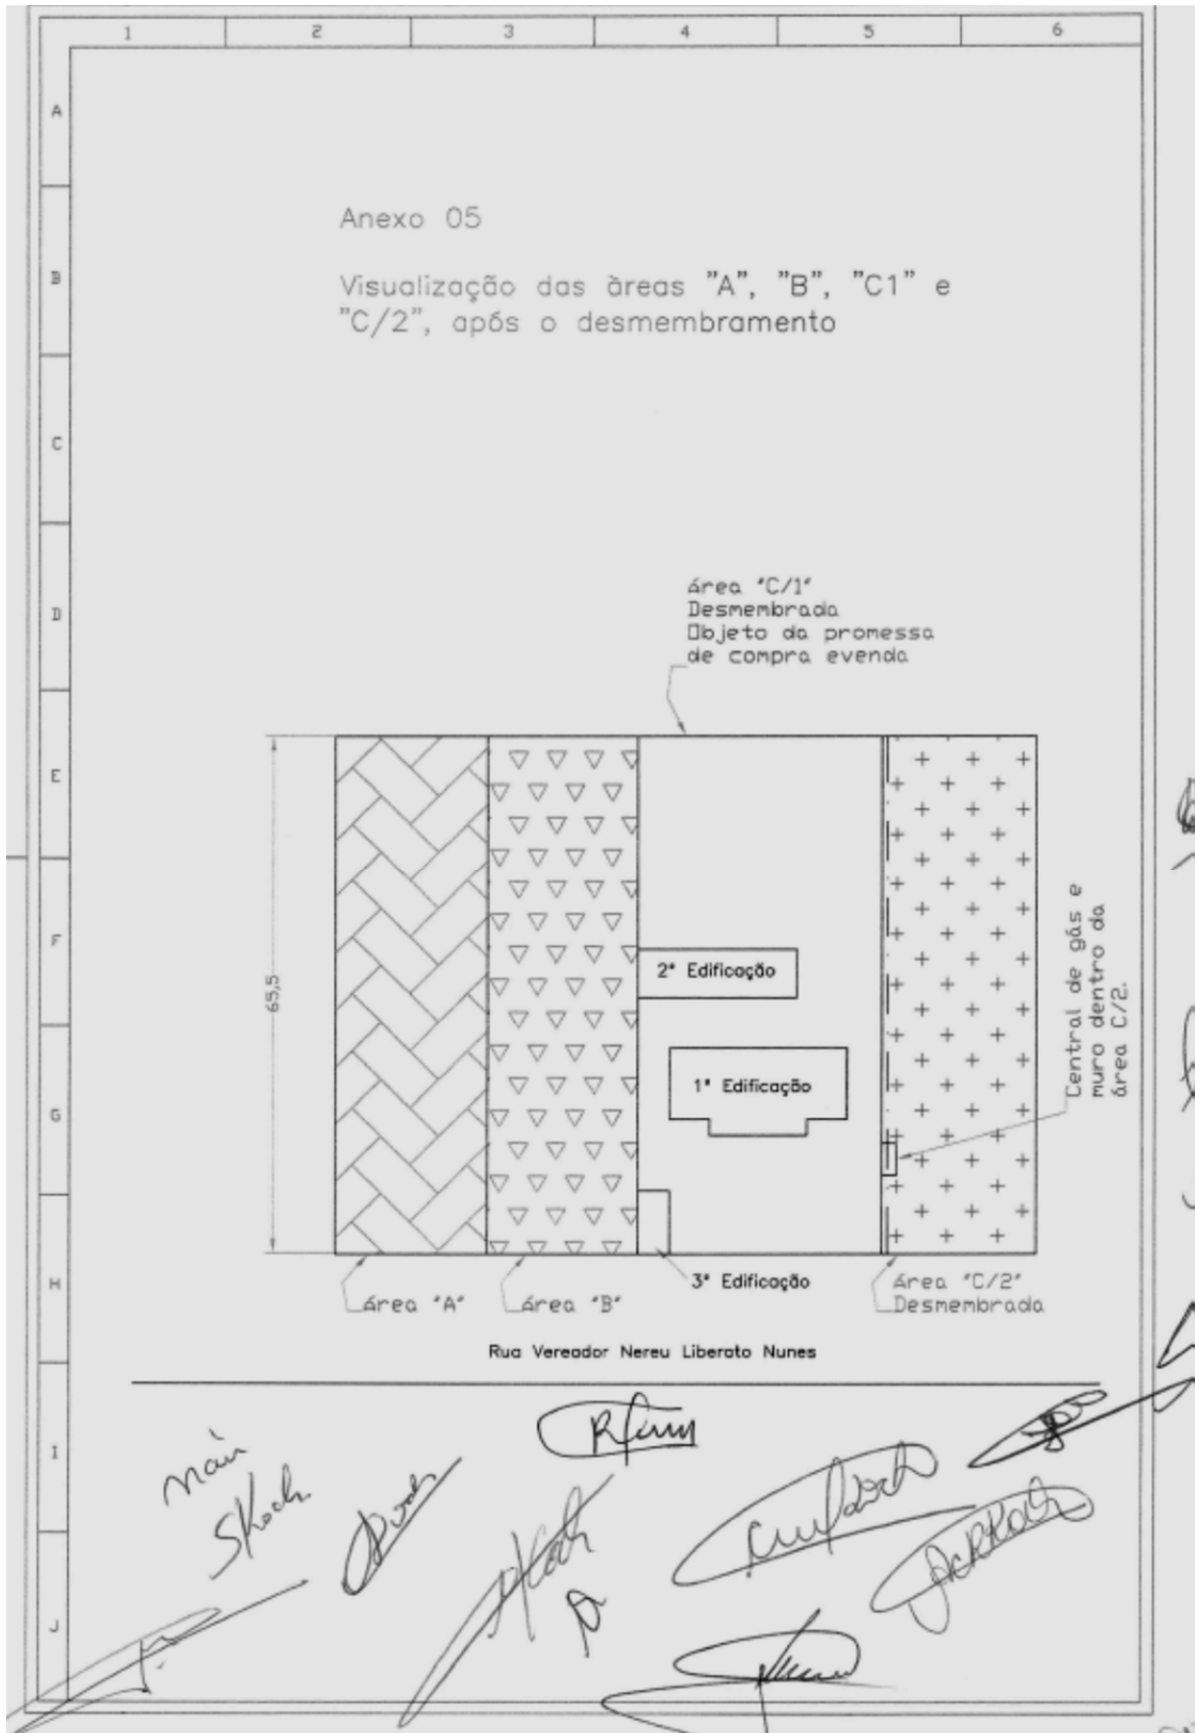 1 2 3 4 5 6
A
B
C
D
E
F
G
H
I
J
Anexo 05
Visualização das àreas "A", "B", "C1" e
"C/2", após o desmembramento
área "C/1"
Desmembrada
Objeto da promessa
de compra evenda
65,5
2ª Edificação
1ª Edificação
3ª Edificação
Central de gás e
muro dentro da
área C/2.
área "A"
área "B"
área "C/2"
Desmembrada
Rua Vereador Nereu Liberato Nunes